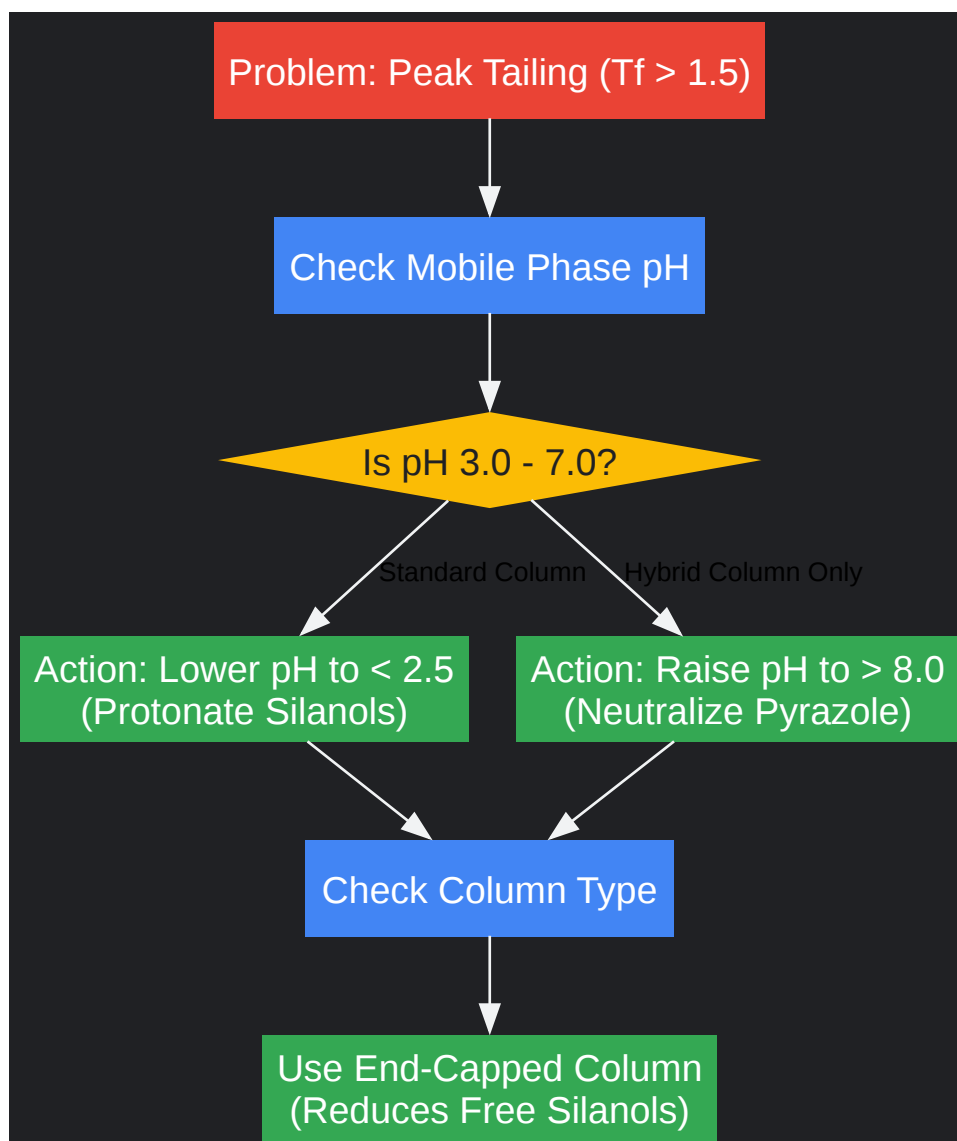 Problem: Peak Tailing (Tf > 1.5)
Check Mobile Phase pH
Is pH 3.0 - 7.0?
Standard Column
Hybrid Column Only
Action: Lower pH to < 2.5
(Protonate Silanols)
Action: Raise pH to > 8.0
(Neutralize Pyrazole)
Check Column Type
Use End-Capped Column
(Reduces Free Silanols)